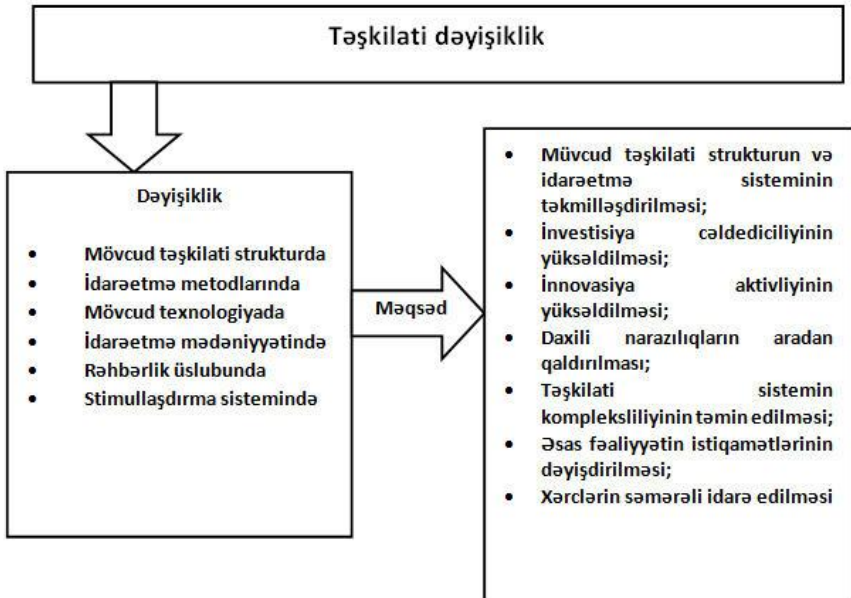 Təşkilati dəyişiklik
Dəyişiklik
• Mövcud təşkilati strukturda
• İdarəetmə metodlarında
• Mövcud texnologiyada
• İdarəetmə mədəniyyətində
• Rəhbərlik üslubunda
• Stimullaşdırma sistemində
Məqsəd
• Müvcud təşkilati strukturun və
idarəetmə sisteminin
təkmilləşdirilməsi;
• İnvestisiya cəldediciliyinin
yüksəldilməsi;
• İnnovasiya aktivliyinin
yüksəldilməsi;
• Daxili narazılıqların aradan
qaldırılması;
• Təşkilati sistemin
kompleksliliyinin təmin edilməsi;
• Əsas fəaliyyətin istiqamətlərinin
dəyişdirilməsi;
• Xərclərin səmərəli idarə edilməsi